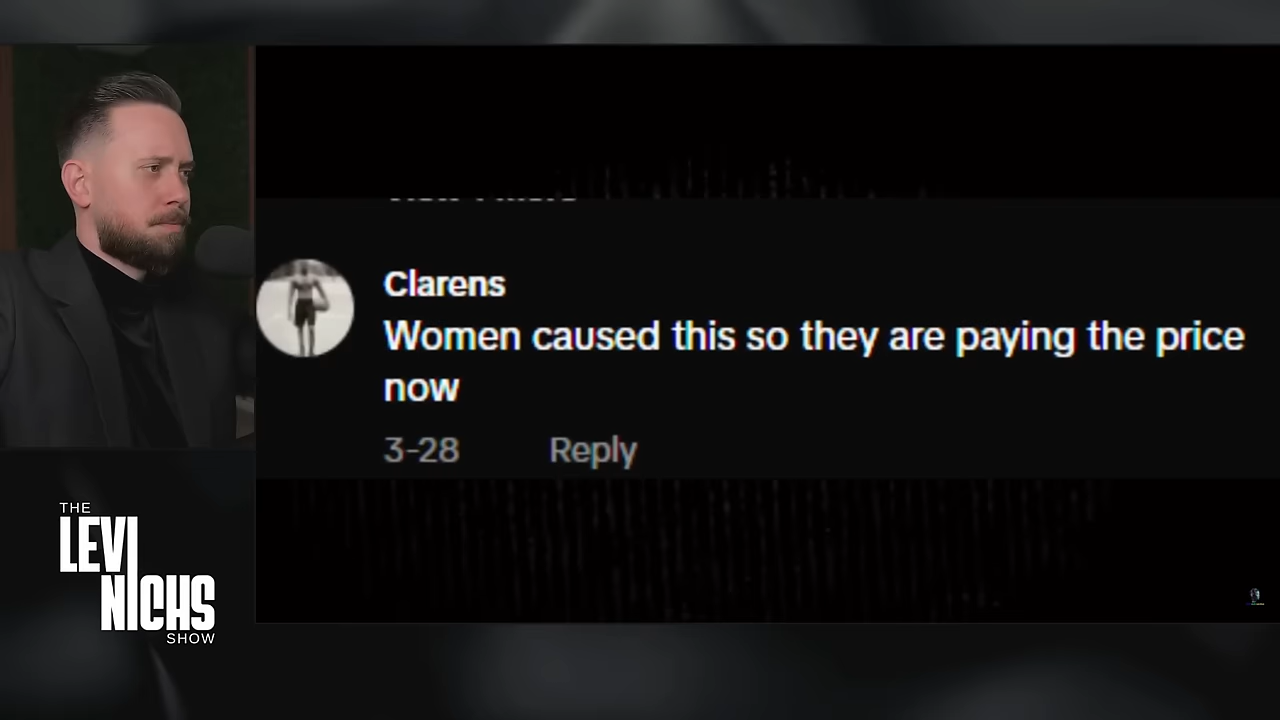 Clarens
Women caused this so they are paying the price
now
3-28 Reply
THE
LEVI
NICHS
SHOW